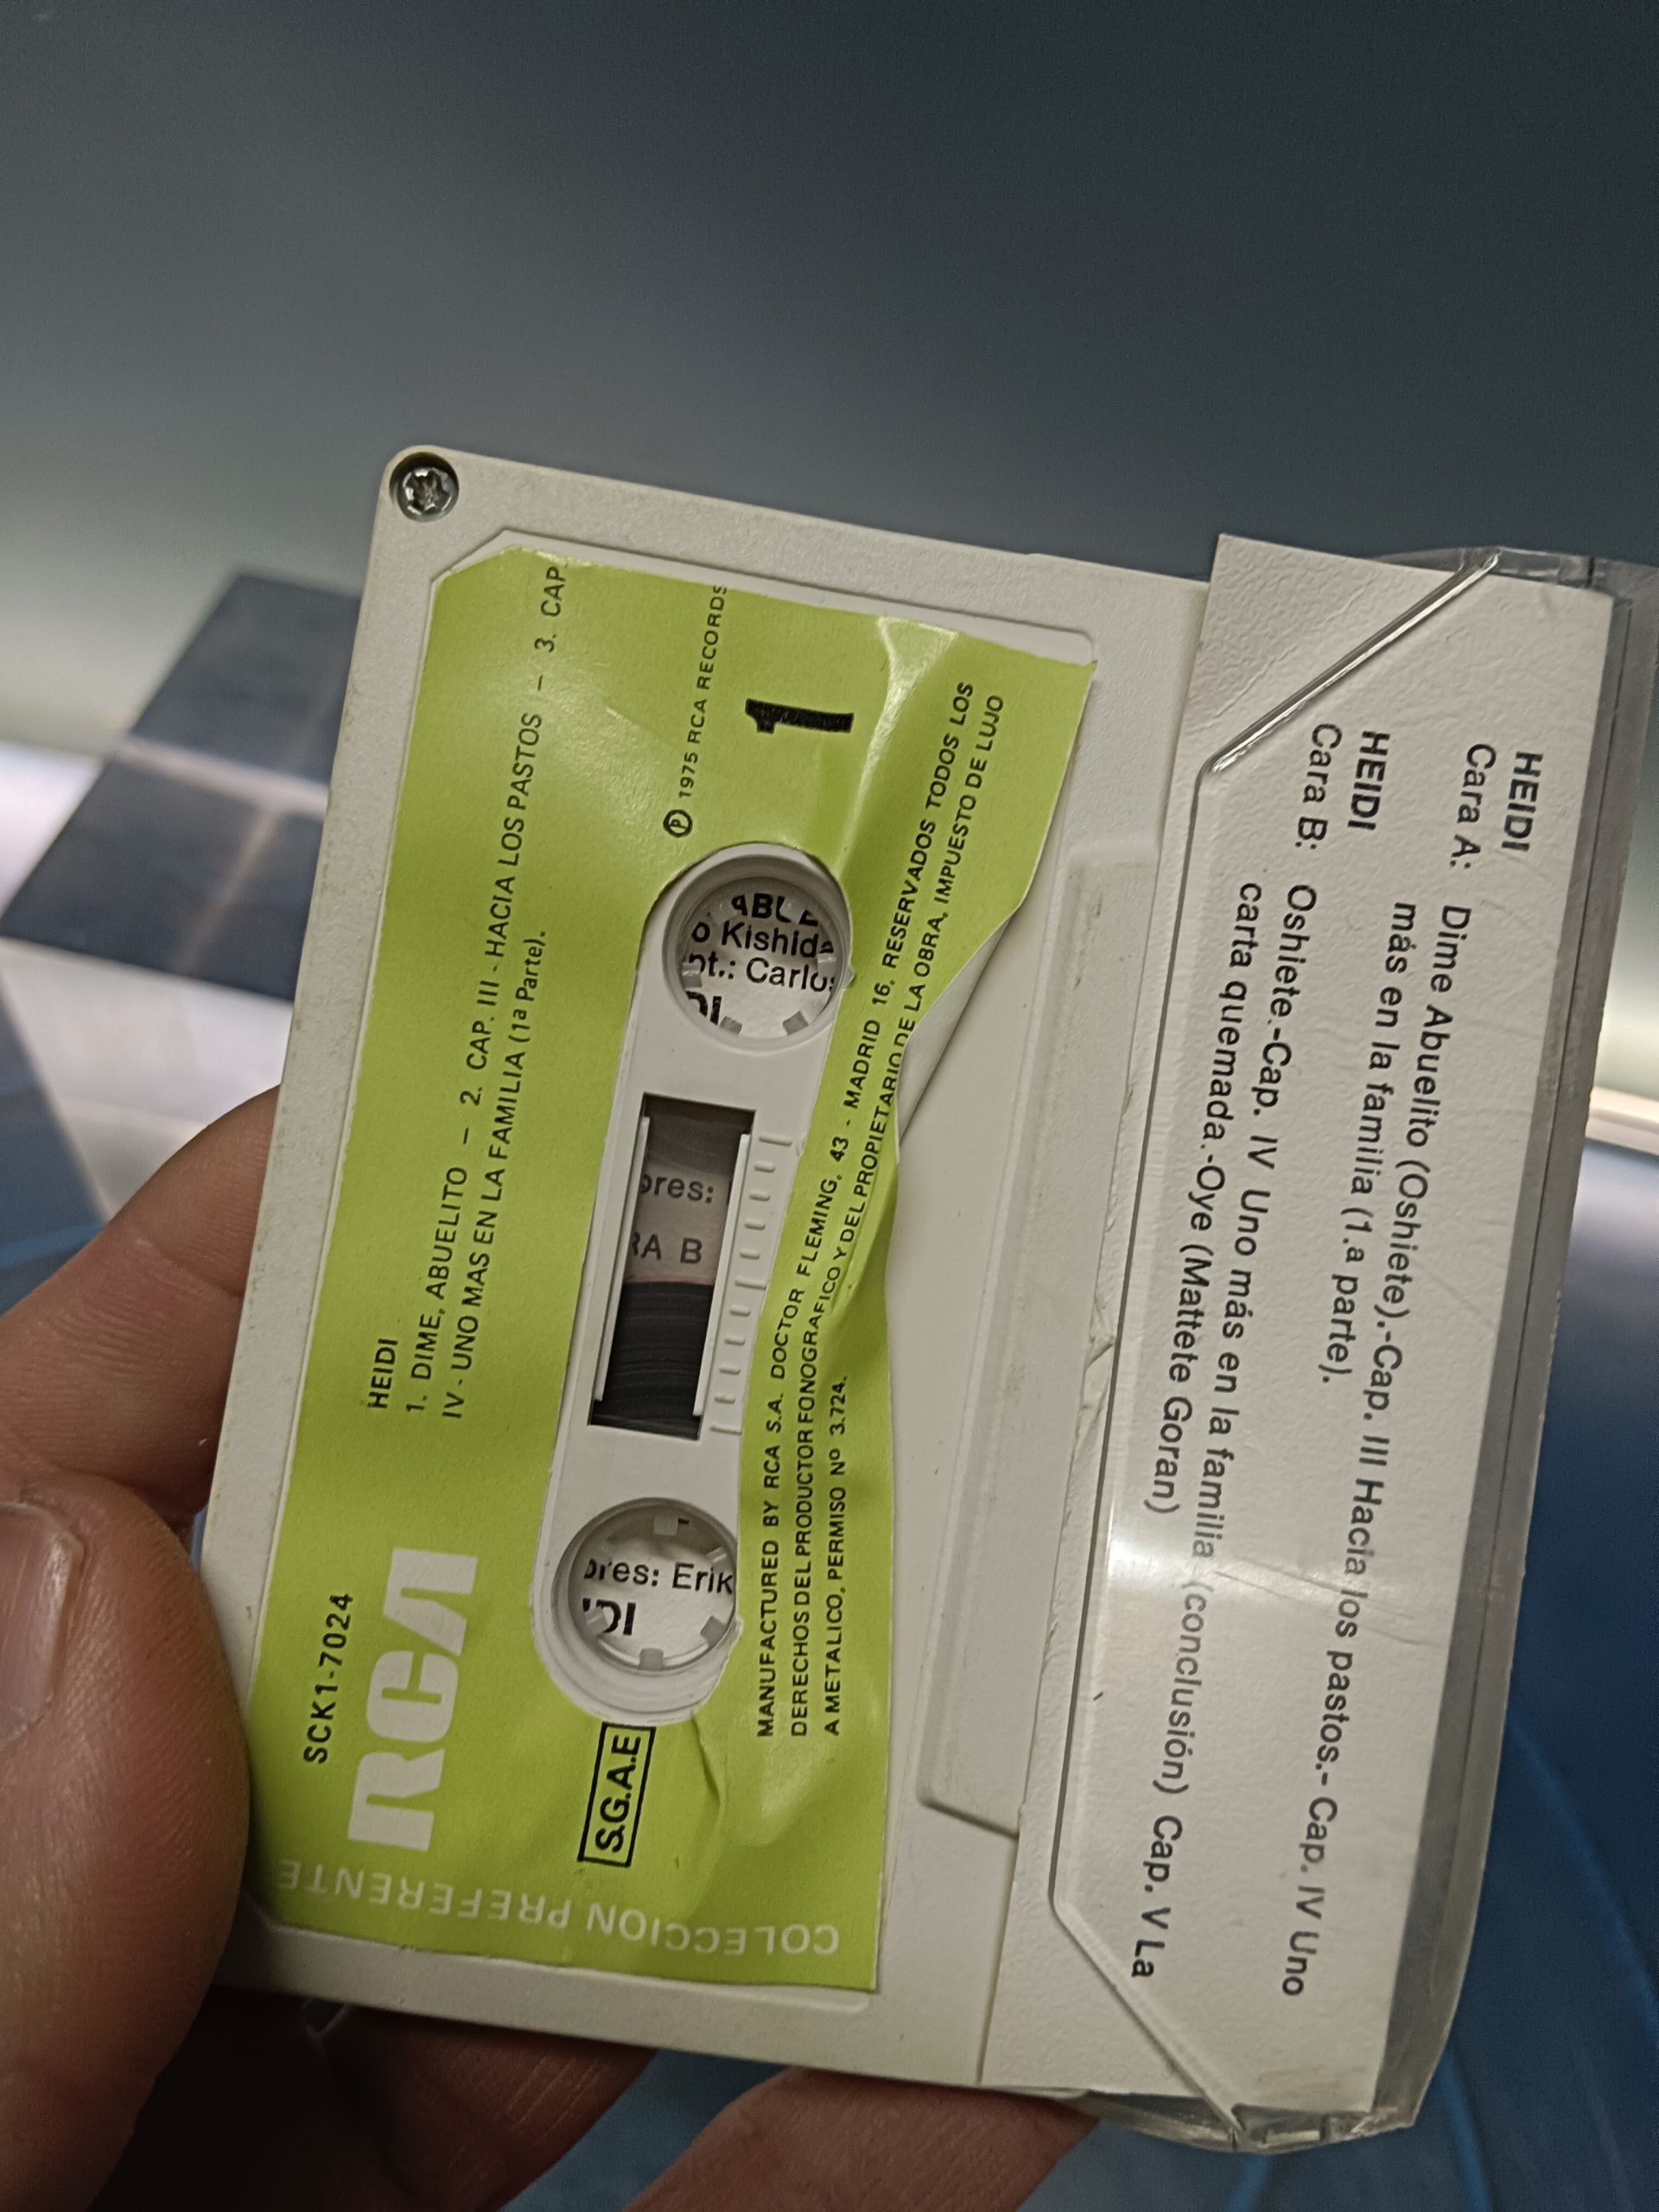 COLECCION PREFERENTE
SCK1-7024
RCA
HEIDI
1. DIME, ABUELITO – 2. CAP. III - HACIA LOS PASTOS – 3. CAP.
IV - UNO MAS EN LA FAMILIA (1ª Parte).
Ⓟ 1975 RCA RECORDS
1
S.G.A.E
MANUFACTURED BY RCA S.A. DOCTOR FLEMING, 43 - MADRID 16. RESERVADOS TODOS LOS
DERECHOS DEL PRODUCTOR FONOGRAFICO Y DEL PROPIETARIO DE LA OBRA, IMPUESTO DE LUJO
A METALICO. PERMISO Nº 3.724.
o Kishida
pt.: Carlos
ores:
RA B
ores: Erik
HEIDI
Cara A: Dime Abuelito (Oshiete).-Cap. III Hacia los pastos.- Cap. IV Uno
más en la familia (1.a parte).
HEIDI
Cara B: Oshiete.-Cap. IV Uno más en la familia (conclusión) Cap. V La
carta quemada.-Oye (Mattete Goran)